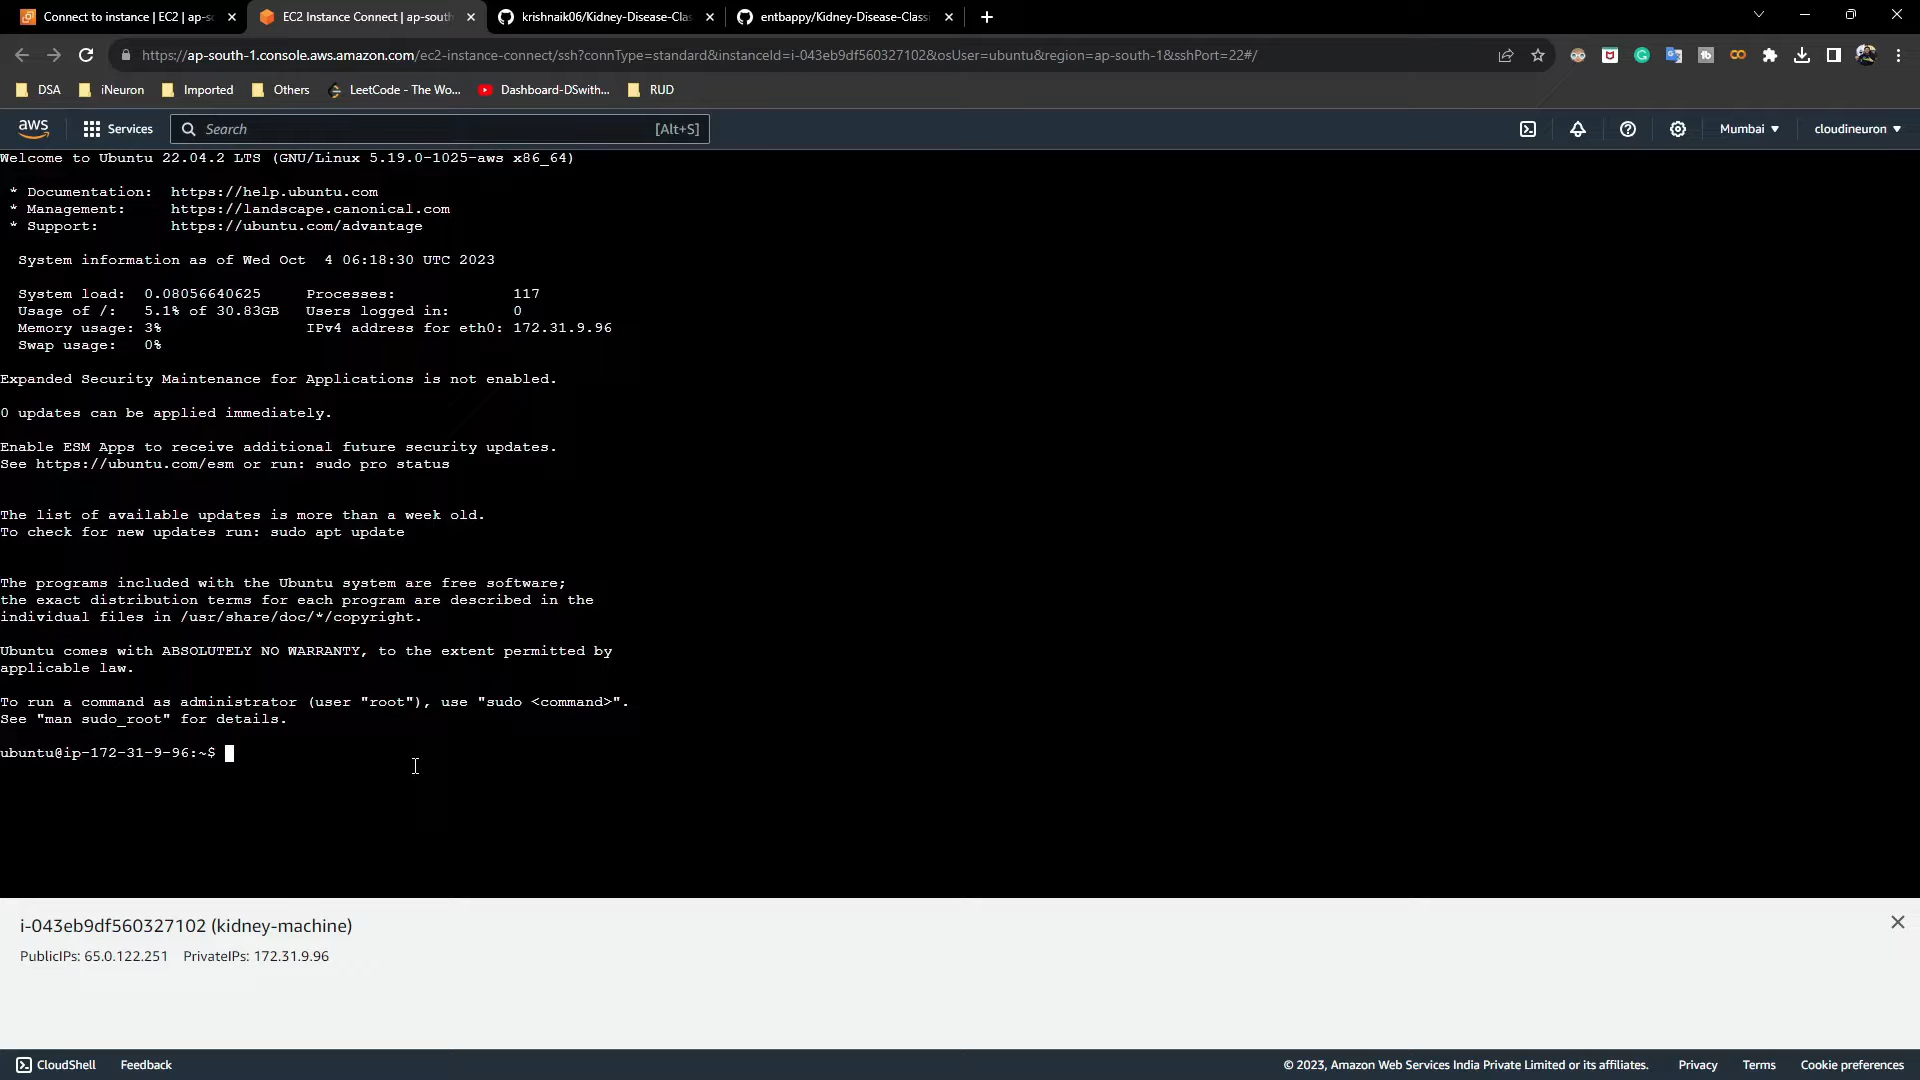 Connect to instance | EC2 | ap-s
EC2 Instance Connect | ap-south
krishnaik06/Kidney-Disease-Clas
entbappy/Kidney-Disease-Classi
https://ap-south-1.console.aws.amazon.com/ec2-instance-connect/ssh?connType=standard&instanceId=i-043eb9df560327102&osUser=ubuntu&region=ap-south-1&sshPort=22#/
DSA iNeuron Imported Others LeetCode - The Wo... Dashboard-DSwith... RUD
aws Services Search [Alt+S] Mumbai cloudineuron
Welcome to Ubuntu 22.04.2 LTS (GNU/Linux 5.19.0-1025-aws x86_64)
* Documentation: https://help.ubuntu.com
* Management: https://landscape.canonical.com
* Support: https://ubuntu.com/advantage
System information as of Wed Oct 4 06:18:30 UTC 2023
System load: 0.08056640625 Processes: 117
Usage of /: 5.1% of 30.83GB Users logged in: 0
Memory usage: 3% IPv4 address for eth0: 172.31.9.96
Swap usage: 0%
Expanded Security Maintenance for Applications is not enabled.
0 updates can be applied immediately.
Enable ESM Apps to receive additional future security updates.
See https://ubuntu.com/esm or run: sudo pro status
The list of available updates is more than a week old.
To check for new updates run: sudo apt update
The programs included with the Ubuntu system are free software;
the exact distribution terms for each program are described in the
individual files in /usr/share/doc/*/copyright.
Ubuntu comes with ABSOLUTELY NO WARRANTY, to the extent permitted by
applicable law.
To run a command as administrator (user "root"), use "sudo <command>".
See "man sudo_root" for details.
ubuntu@ip-172-31-9-96:~$
i-043eb9df560327102 (kidney-machine)
PublicIPs: 65.0.122.251 PrivateIPs: 172.31.9.96
CloudShell Feedback © 2023, Amazon Web Services India Private Limited or its affiliates. Privacy Terms Cookie preferences